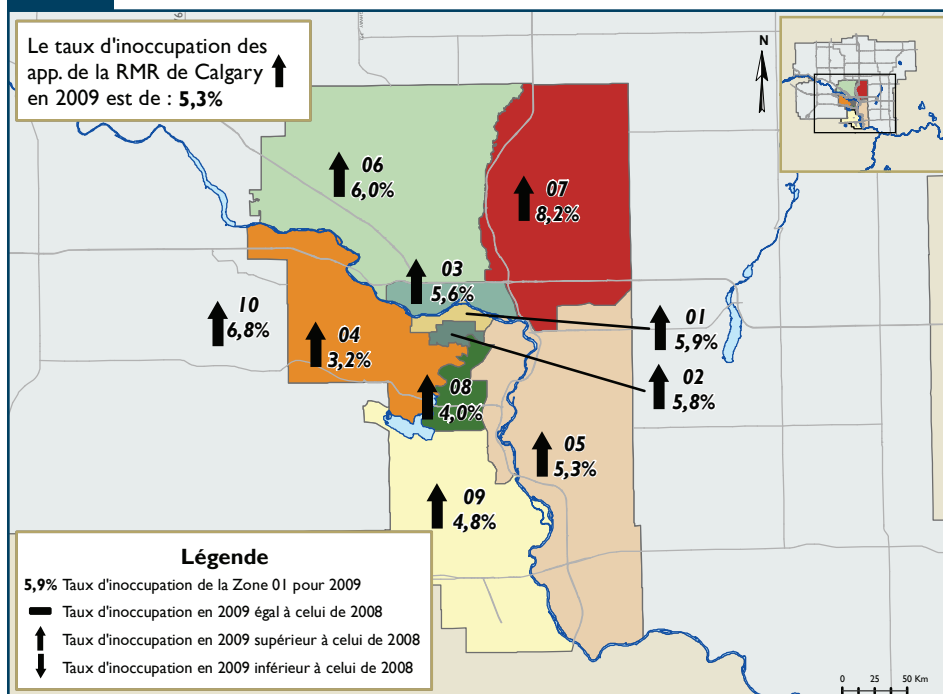 Le taux d'inoccupation des
app. de la RMR de Calgary
en 2009 est de : 5,3%
N
06
6,0%
07
8,2%
03
5,6%
10
6,8%
04
3,2%
01
5,9%
02
5,8%
08
4,0%
05
5,3%
09
4,8%
Légende
5,9% Taux d'inoccupation de la Zone 01 pour 2009
Taux d'inoccupation en 2009 égal à celui de 2008
Taux d'inoccupation en 2009 supérieur à celui de 2008
Taux d'inoccupation en 2009 inférieur à celui de 2008
0 25 50 Km